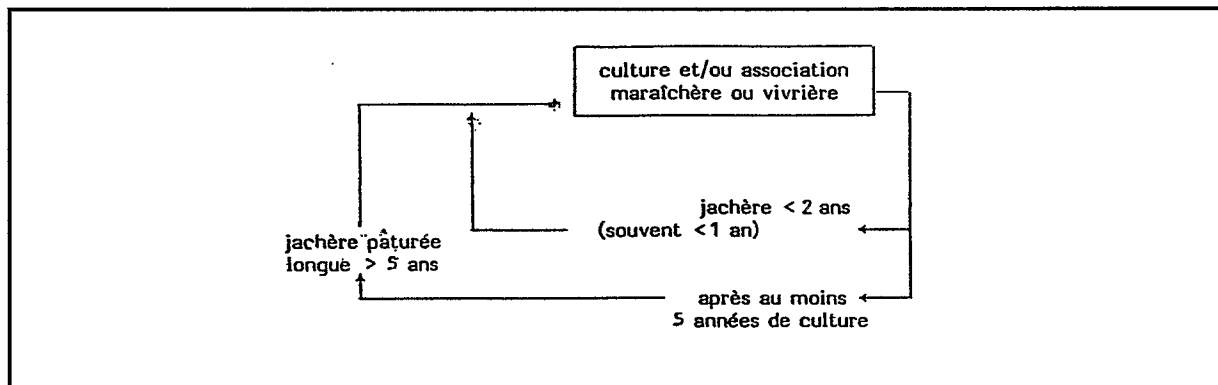 culture et/ou association
maraîchère ou vivrière
jachère < 2 ans
(souvent <1 an)
jachère pâturée
longue > 5 ans
après au moins
5 années de culture